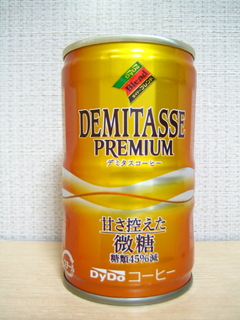 Blend
DEMITASSE
PREMIUM
デミタスコーヒー
甘さ控えた
微糖
糖類45%減
DyDo コーヒー